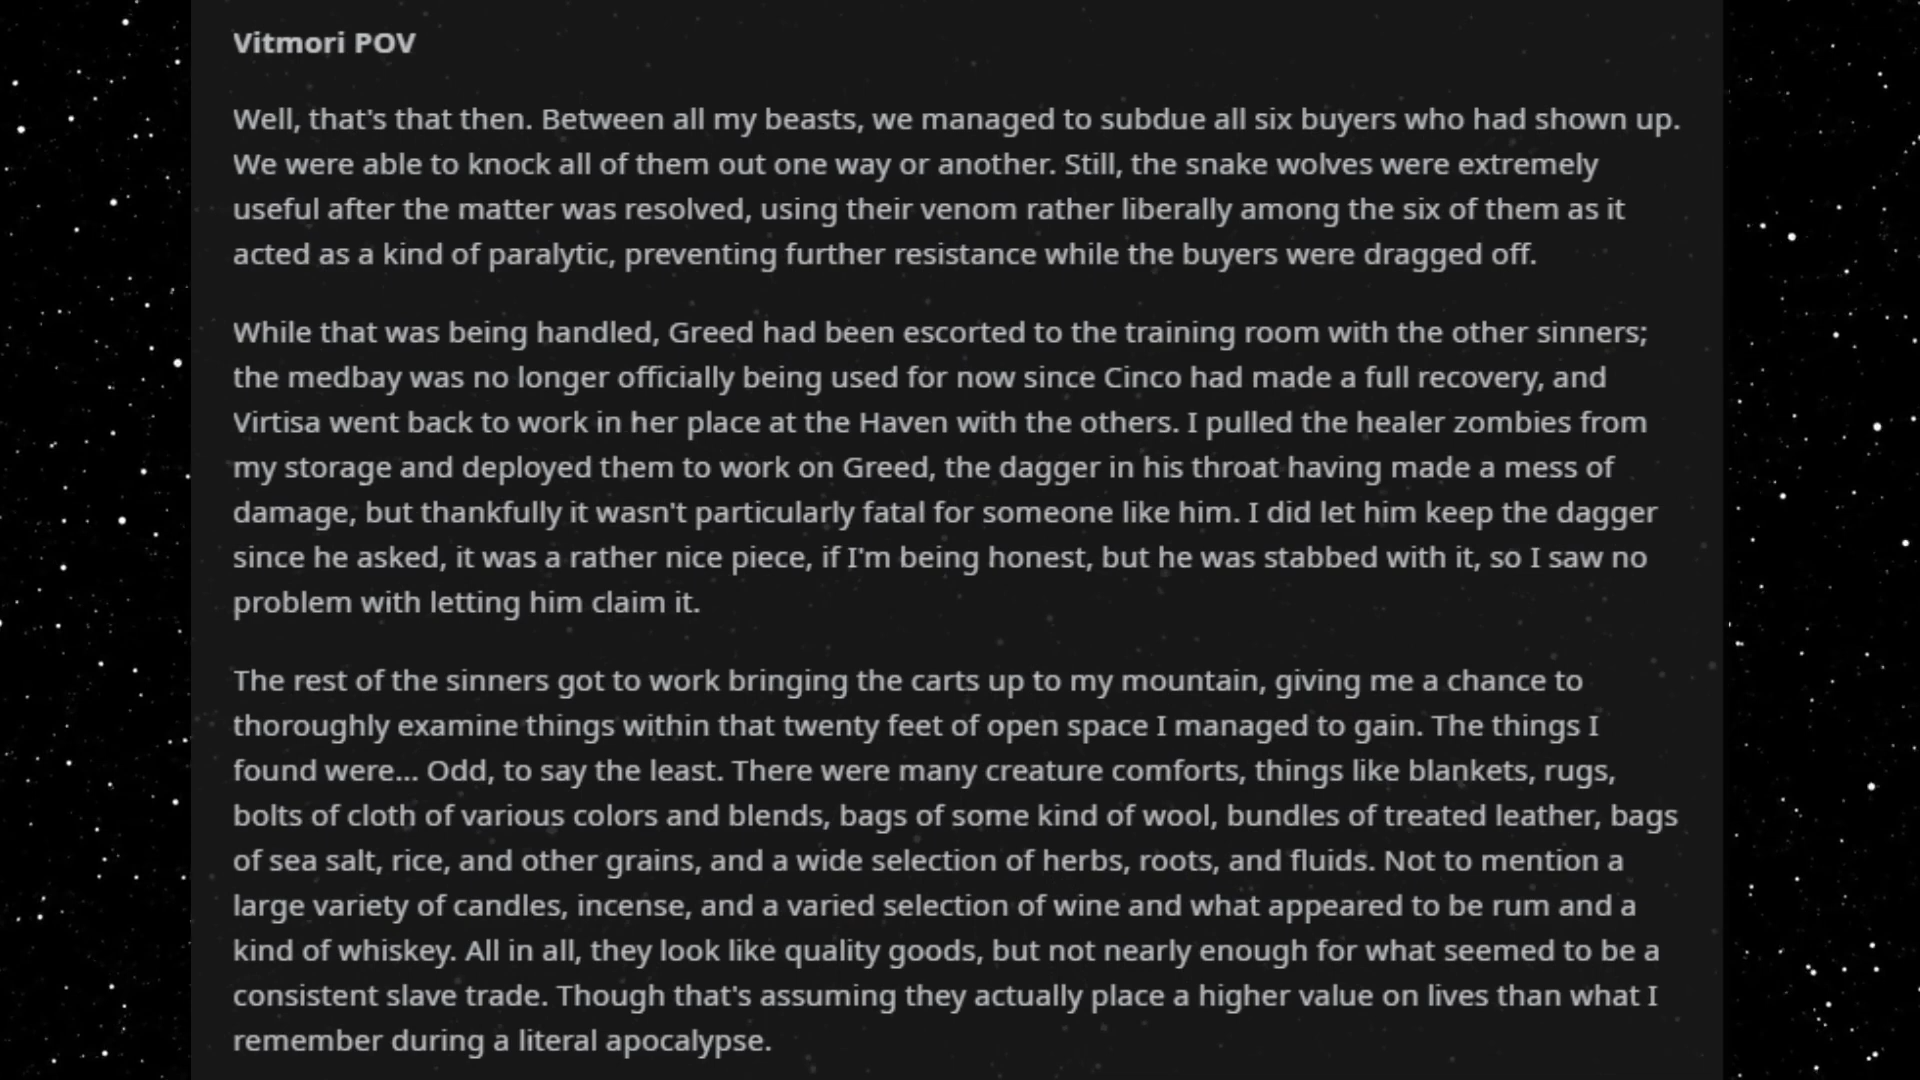 Vitmori POV
Well, that's that then. Between all my beasts, we managed to subdue all six buyers who had shown up.
We were able to knock all of them out one way or another. Still, the snake wolves were extremely
useful after the matter was resolved, using their venom rather liberally among the six of them as it
acted as a kind of paralytic, preventing further resistance while the buyers were dragged off.
While that was being handled, Greed had been escorted to the training room with the other sinners;
the medbay was no longer officially being used for now since Cinco had made a full recovery, and
Virtisa went back to work in her place at the Haven with the others. I pulled the healer zombies from
my storage and deployed them to work on Greed, the dagger in his throat having made a mess of
damage, but thankfully it wasn't particularly fatal for someone like him. I did let him keep the dagger
since he asked, it was a rather nice piece, if I'm being honest, but he was stabbed with it, so I saw no
problem with letting him claim it.
The rest of the sinners got to work bringing the carts up to my mountain, giving me a chance to
thoroughly examine things within that twenty feet of open space I managed to gain. The things I
found were... Odd, to say the least. There were many creature comforts, things like blankets, rugs,
bolts of cloth of various colors and blends, bags of some kind of wool, bundles of treated leather, bags
of sea salt, rice, and other grains, and a wide selection of herbs, roots, and fluids. Not to mention a
large variety of candles, incense, and a varied selection of wine and what appeared to be rum and a
kind of whiskey. All in all, they look like quality goods, but not nearly enough for what seemed to be a
consistent slave trade. Though that's assuming they actually place a higher value on lives than what I
remember during a literal apocalypse.